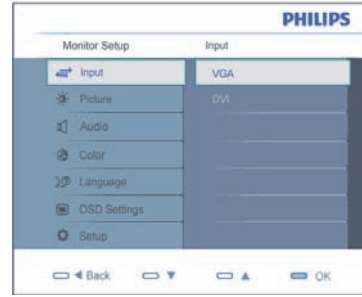 PHILIPS
Monitor Setup Input
Input VGA
Picture DVI
Audio
Color
Language
OSD Settings
Setup
Back OK